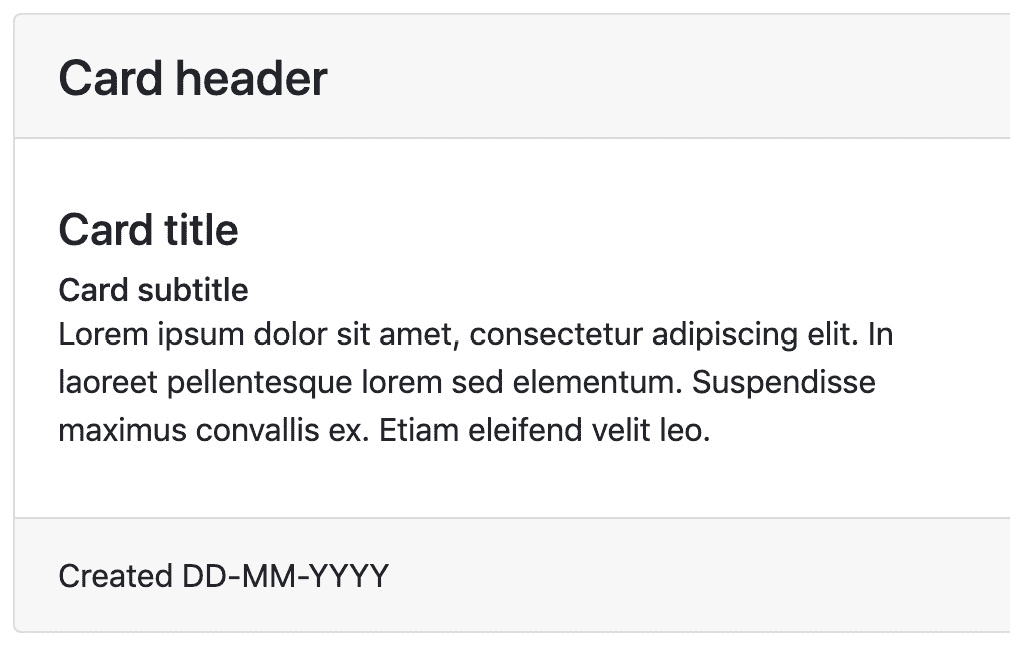 Card header
Card title
Card subtitle
Lorem ipsum dolor sit amet, consectetur adipiscing elit. In
laoreet pellentesque lorem sed elementum. Suspendisse
maximus convallis ex. Etiam eleifend velit leo.
Created DD-MM-YYYY